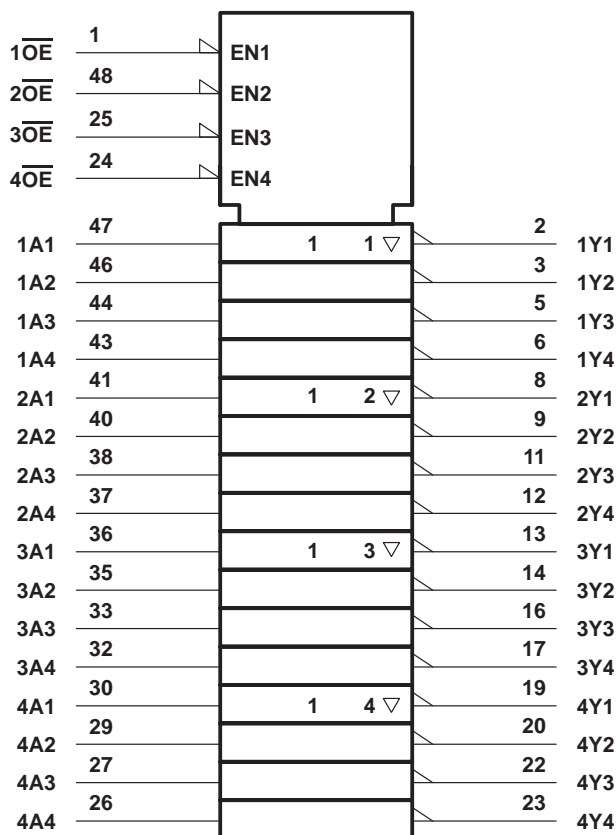 1OE 1 EN1
2OE 48 EN2
3OE 25 EN3
4OE 24 EN4
1A1 47 1 1 ▽ 2 1Y1
1A2 46 3 1Y2
1A3 44 5 1Y3
1A4 43 6 1Y4
2A1 41 1 2 ▽ 8 2Y1
2A2 40 9 2Y2
2A3 38 11 2Y3
2A4 37 12 2Y4
3A1 36 1 3 ▽ 13 3Y1
3A2 35 14 3Y2
3A3 33 16 3Y3
3A4 32 17 3Y4
4A1 30 1 4 ▽ 19 4Y1
4A2 29 20 4Y2
4A3 27 22 4Y3
4A4 26 23 4Y4